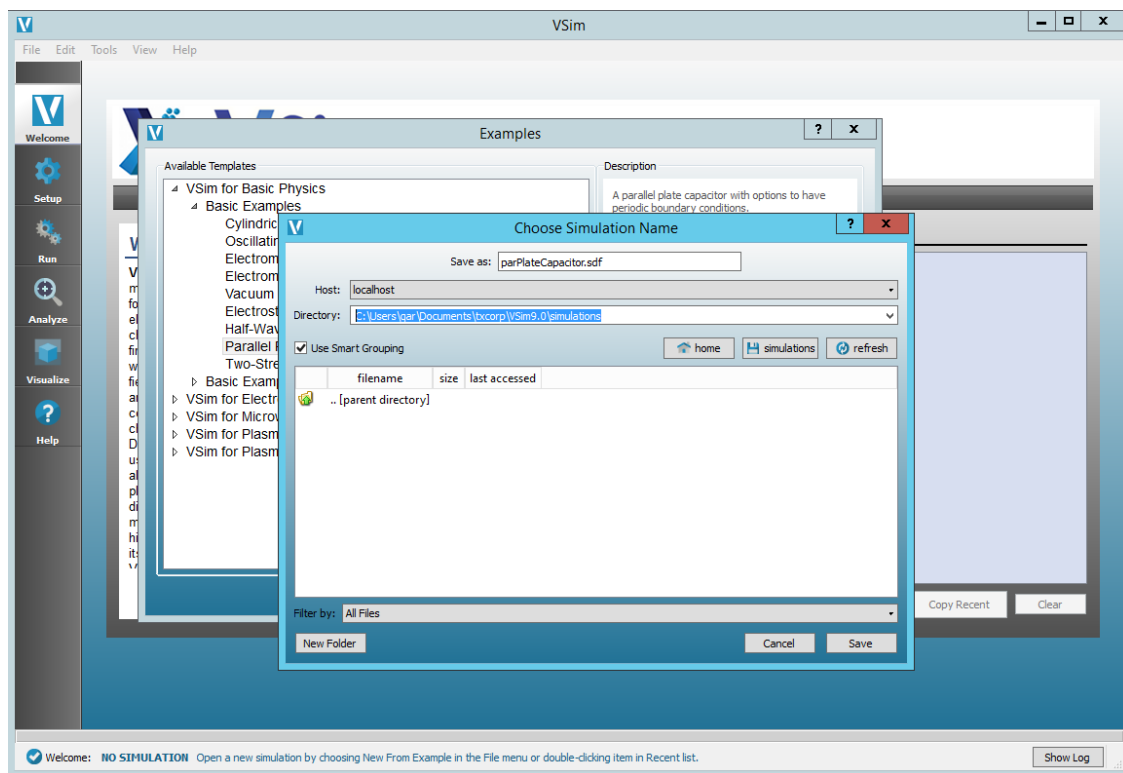 VSim
File Edit Tools View Help
Welcome
Setup
Run
Analyze
Visualize
Help
Examples
? x
Available Templates
VSim for Basic Physics
Basic Examples
Electrom
Electrom
Vacuum
Electrost
Half-Wav
Parallel
Two-Stre
Basic Examp
VSim for Electr
VSim for Microw
VSim for Plasm
VSim for Plasm
Description
A parallel plate capacitor with options to have
periodic boundary conditions.
Choose Simulation Name
? x
Save as: parPlateCapacitor.sdf
Host: localhost
Directory: C:\Users\gar\Documents\txcorp\VSim9.0\simulations
Use Smart Grouping
home simulations refresh
filename size last accessed
.. [parent directory]
Filter by: All Files
New Folder Cancel Save
Copy Recent Clear
Welcome: NO SIMULATION Open a new simulation by choosing New From Example in the File menu or double-clicking item in Recent list.
Show Log